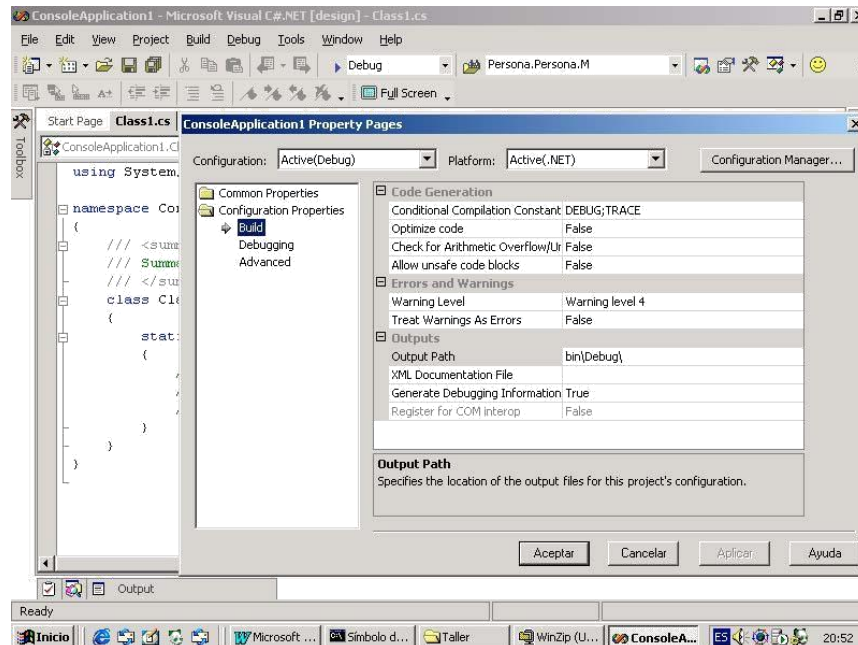 ConsoleApplication1 - Microsoft Visual C#.NET [design] - Class1.cs
File Edit View Project Build Debug Tools Window Help
Debug Persona.Persona.M
Full Screen
Start Page Class1.cs
Toolbox
ConsoleApplication1.Cl
using System.
namespace Con
{
/// <summ
/// Summa
/// </sum
class Cla
{
stat
{
}
}
}
ConsoleApplication1 Property Pages
Configuration: Active(Debug) Platform: Active(.NET) Configuration Manager...
Common Properties
Configuration Properties
Build
Debugging
Advanced
Code Generation
Conditional Compilation Constant DEBUG;TRACE
Optimize code False
Check for Arithmetic Overflow/Ur False
Allow unsafe code blocks False
Errors and Warnings
Warning Level Warning level 4
Treat Warnings As Errors False
Outputs
Output Path bin\Debug\
XML Documentation File
Generate Debugging Information True
Register for COM interop False
Output Path
Specifies the location of the output files for this project's configuration.
Aceptar Cancelar Aplicar Ayuda
Output
Ready
Inicio Microsoft ... Símbolo d... Taller WinZip (U... ConsoleA... ES 20:52